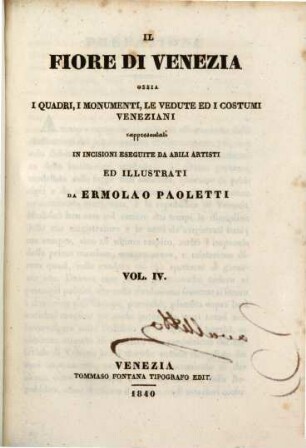 IL
FIORE DI VENEZIA
OSSIA
I QUADRI, I MONUMENTI, LE VEDUTE ED I COSTUMI
VENEZIANI
rappresentati
IN INCISIONI ESEGUITE DA ABILI ARTISTI
ED ILLUSTRATI
DA ERMOLAO PAOLETTI
VOL. IV.
VENEZIA
TOMMASO FONTANA TIPOGRAFO EDIT.
1840